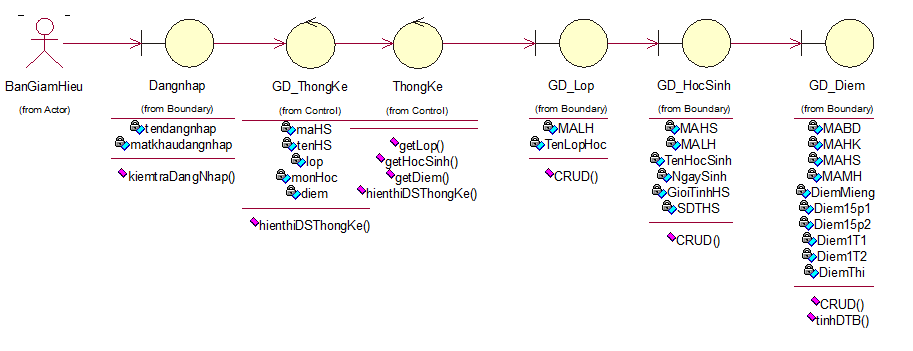 BanGiamHieu
(from Actor)
Dangnhap
(from Boundary)
tendangnhap
matkhaudangnhap
kiemtraDangNhap()
GD_ThongKe
(from Control)
maHS
tenHS
lop
monHoc
diem
hienthiDSThongKe()
ThongKe
(from Control)
getLop()
getHocSinh()
getDiem()
hienthiDSThongKe()
GD_Lop
(from Boundary)
MALH
TenLopHoc
CRUD()
GD_HocSinh
(from Boundary)
MAHS
MALH
TenHocSinh
NgaySinh
GioiTinhHS
SDTHS
CRUD()
GD_Diem
(from Boundary)
MABD
MAHK
MAHS
MAMH
DiemMieng
Diem15p1
Diem15p2
Diem1T1
Diem1T2
DiemThi
CRUD()
tinhDTB()